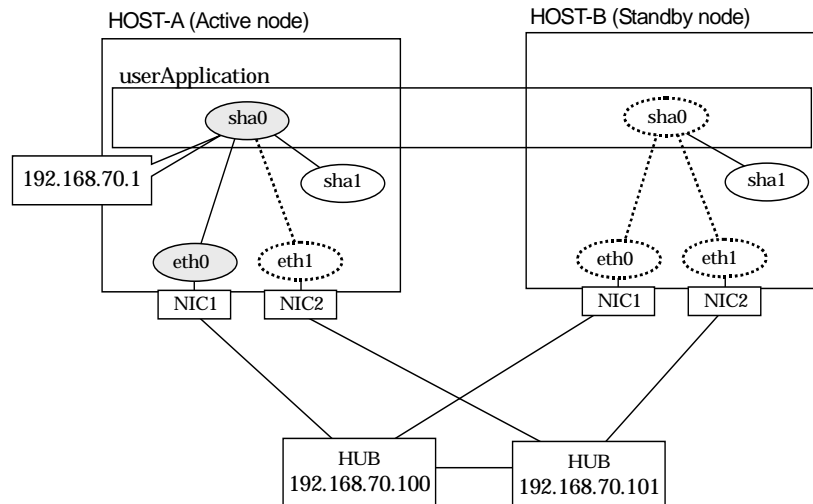 HOST-A (Active node)
HOST-B (Standby node)
userApplication
sha0
sha0
192.168.70.1
sha1
sha1
eth0
eth1
eth0
eth1
NIC1
NIC2
NIC1
NIC2
HUB
192.168.70.100
HUB
192.168.70.101